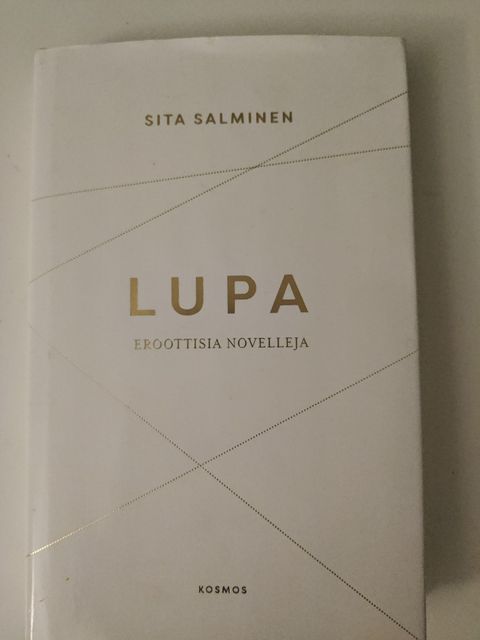 SITA SALMINEN
LUPA
EROOTTISIA NOVELLEJA
KOSMOS